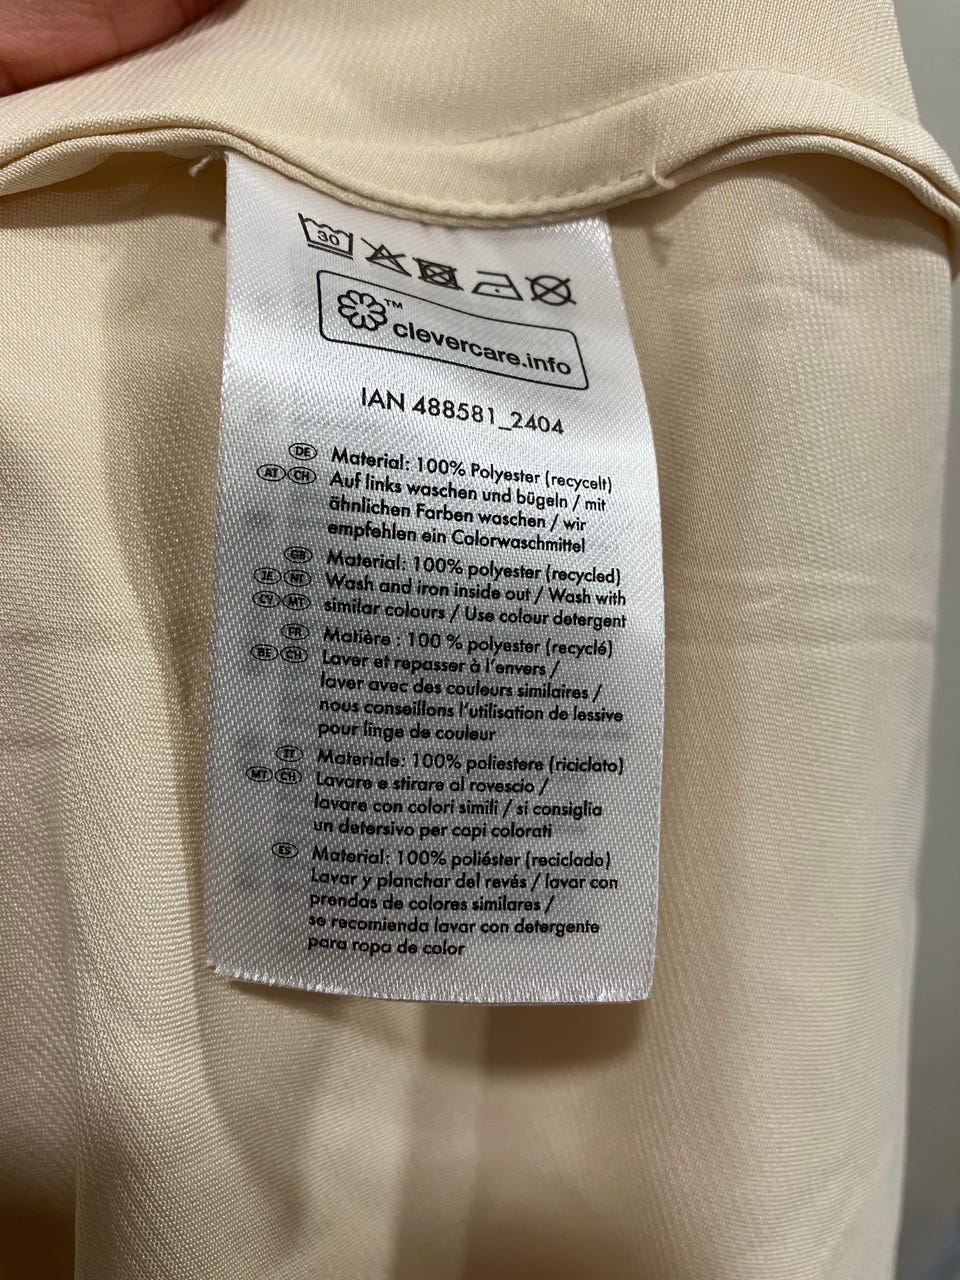 30
™ clevercare.info
IAN 488581_2404
DE Material: 100% Polyester (recycelt)
AT CH Auf links waschen und bügeln / mit
ähnlichen Farben waschen / wir
empfehlen ein Colorwaschmittel
GB Material: 100% polyester (recycled)
IE NI Wash and iron inside out / Wash with
CY MT similar colours / Use colour detergent
FR Matière : 100 % polyester (recyclé)
BE CH Laver et repasser à l'envers /
laver avec des couleurs similaires /
nous conseillons l'utilisation de lessive
pour linge de couleur
IT Materiale: 100% poliestere (riciclato)
MT CH Lavare e stirare al rovescio /
lavare con colori simili / si consiglia
un detersivo per capi colorati
ES Material: 100% poliéster (reciclado)
Lavar y planchar del revés / lavar con
prendas de colores similares /
se recomienda lavar con detergente
para ropa de color